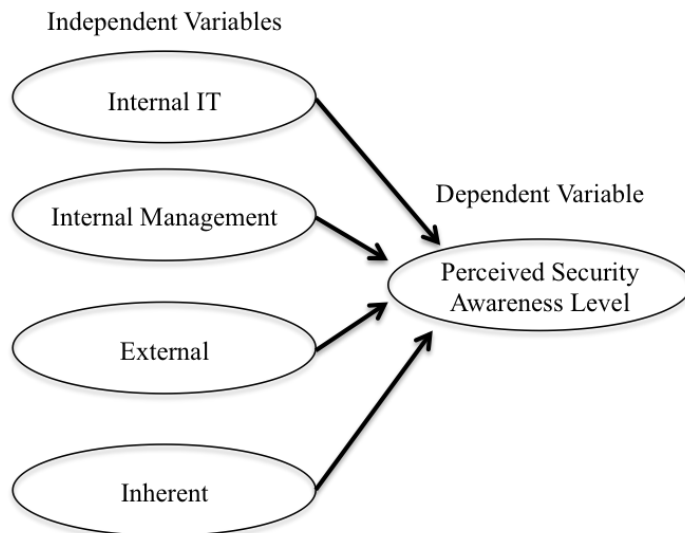 Independent Variables
Internal IT
Internal Management
External
Inherent
Dependent Variable
Perceived Security
Awareness Level